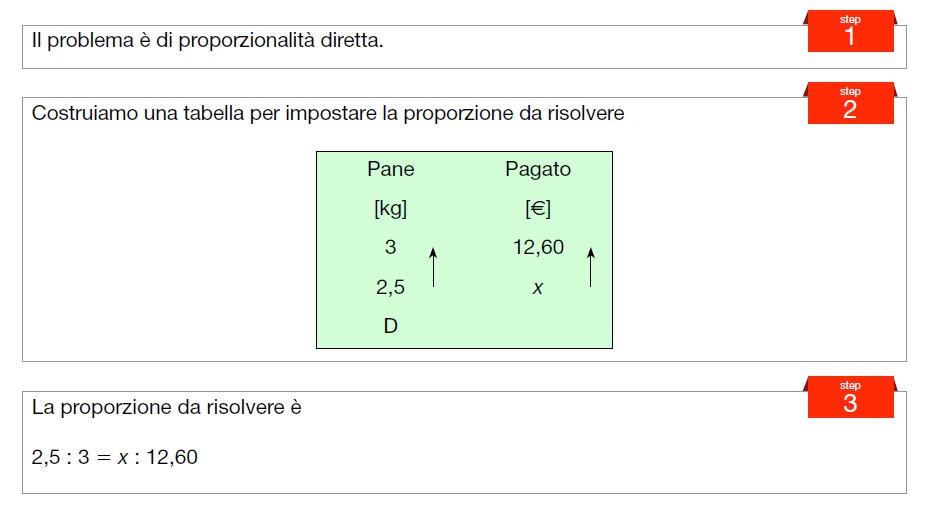 step
1
Il problema è di proporzionalità diretta.
step
2
Costruiamo una tabella per impostare la proporzione da risolvere
Pane Pagato
[kg] [€]
3 12,60
2,5 x
D
step
3
La proporzione da risolvere è
2,5 : 3 = x : 12,60